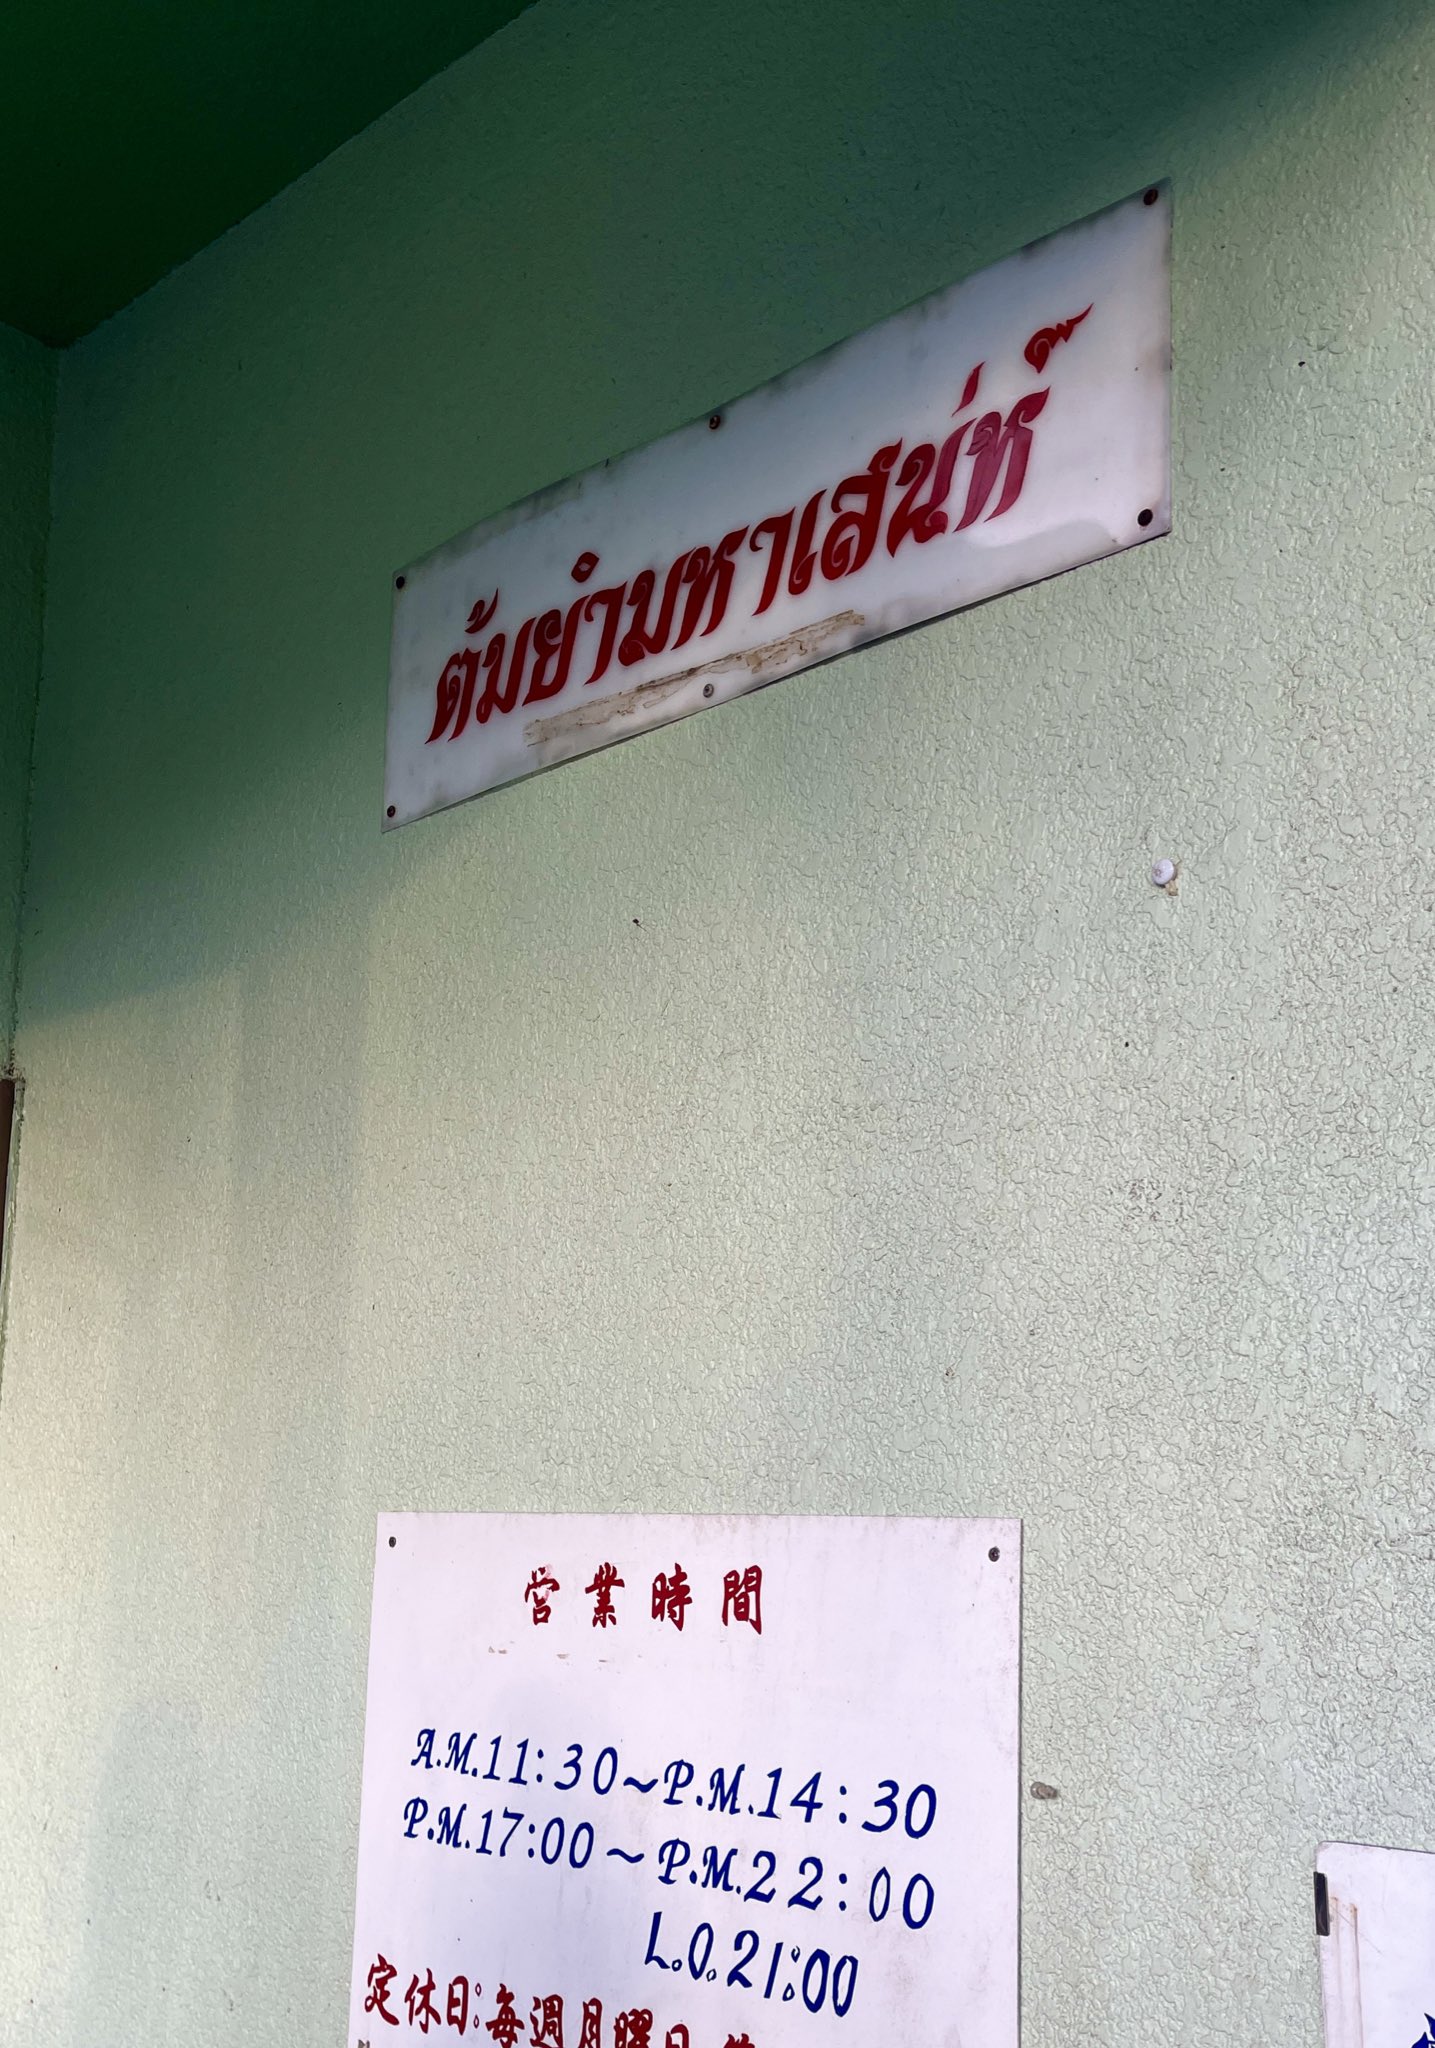 ต้มยำมหาเสน่ห์
営業時間
A.M.11:30~P.M.14:30
P.M.17:00~P.M.22:00
L.O.21:00
定休日:毎週月曜日